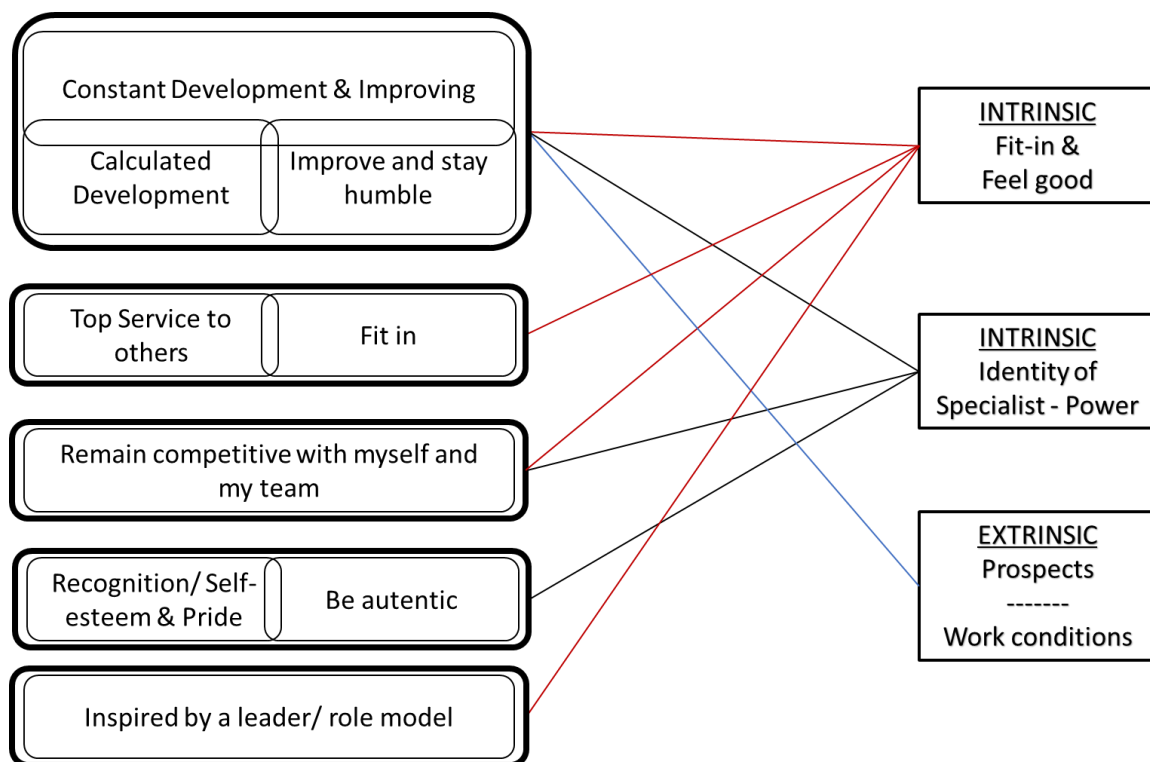 Constant Development & Improving
Calculated
Development
Improve and stay
humble
Top Service to
others
Fit in
Remain competitive with myself and
my team
Recognition/ Self-
esteem & Pride
Be autentic
Inspired by a leader/ role model
INTRINSIC
Fit-in &
Feel good
INTRINSIC
Identity of
Specialist - Power
EXTRINSIC
Prospects
-------
Work conditions